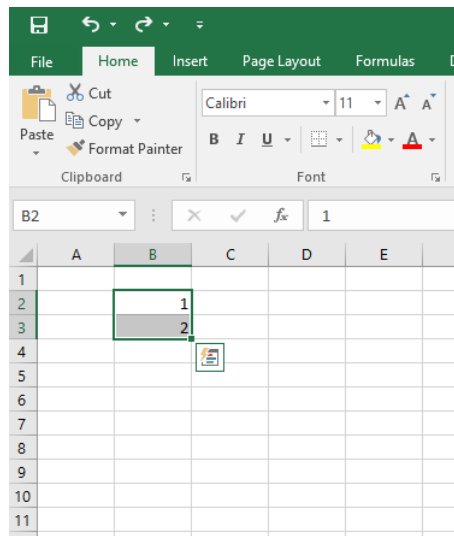 File Home Insert Page Layout Formulas
Paste
Cut
Copy
Format Painter
Clipboard
Calibri 11 A A
B I U A
Font
B2 fx 1
A B C D E
1
2 1
3 2
4
5
6
7
8
9
10
11